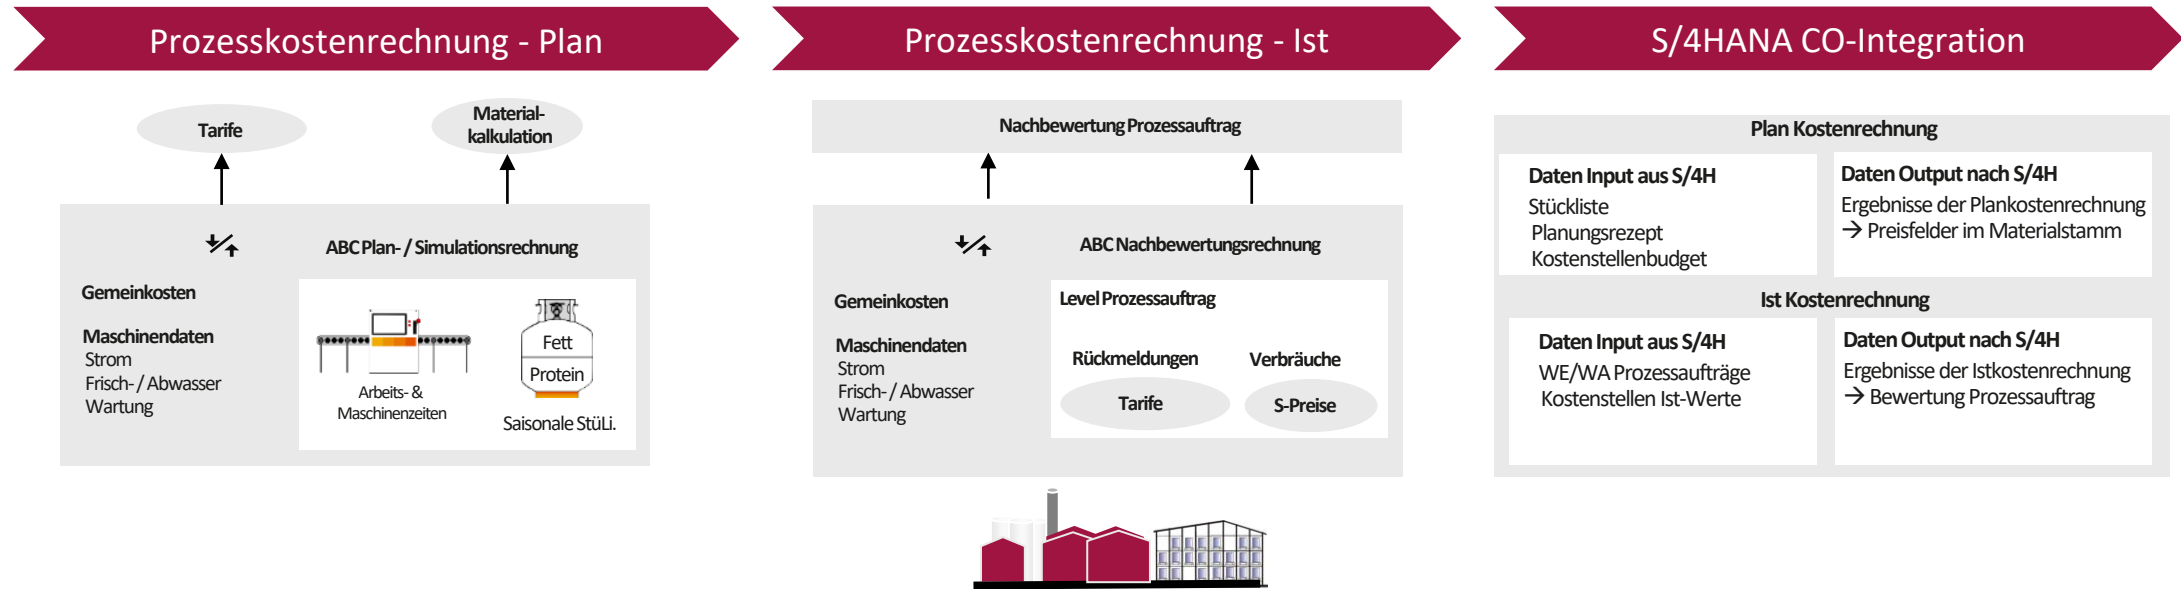 Prozesskostenrechnung - Plan
Tarife
Material-
kalkulation
ABC Plan- / Simulationsrechnung
Gemeinkosten
Maschinendaten
Strom
Frisch- / Abwasser
Wartung
Arbeits- &
Maschinenzeiten
Fett
Protein
Saisonale StüLi.
Prozesskostenrechnung - Ist
Nachbewertung Prozessauftrag
ABC Nachbewertungsrechnung
Gemeinkosten
Maschinendaten
Strom
Frisch- / Abwasser
Wartung
Level Prozessauftrag
Rückmeldungen
Verbräuche
Tarife
S-Preise
S/4HANA CO-Integration
Plan Kostenrechnung
Daten Input aus S/4H
Stückliste
Planungsrezept
Kostenstellenbudget
Daten Output nach S/4H
Ergebnisse der Plankostenrechnung
→ Preisfelder im Materialstamm
Ist Kostenrechnung
Daten Input aus S/4H
WE/WA Prozessaufträge
Kostenstellen Ist-Werte
Daten Output nach S/4H
Ergebnisse der Istkostenrechnung
→ Bewertung Prozessauftrag